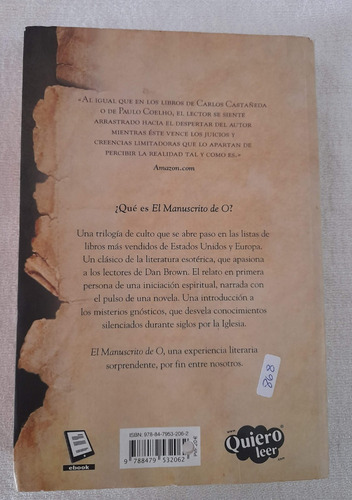 «AL IGUAL QUE EN LOS LIBROS DE CARLOS CASTAÑEDA
O DE PAULO COELHO, EL LECTOR SE SIENTE
ARRASTRADO HACIA EL DESPERTAR DEL AUTOR
MIENTRAS ÉSTE VENCE LOS JUICIOS Y
CREENCIAS LIMITADORAS QUE LO APARTAN DE
PERCIBIR LA REALIDAD TAL Y COMO ES.»
Amazon.com
¿Qué es El Manuscrito de O?
Una trilogía de culto que se abre paso en las listas de
libros más vendidos de Estados Unidos y Europa.
Un clásico de la literatura esotérica, que apasiona
a los lectores de Dan Brown. El relato en primera
persona de una iniciación espiritual, narrada con
el pulso de una novela. Una introducción a
los misterios gnósticos, que desvela conocimientos
silenciados durante siglos por la Iglesia.
El Manuscrito de O, una experiencia literaria
sorprendente, por fin entre nosotros.
868
ebook
ISBN: 978-84-7953-206-2
9 788479 532062
www.
Quiero
leer
.com